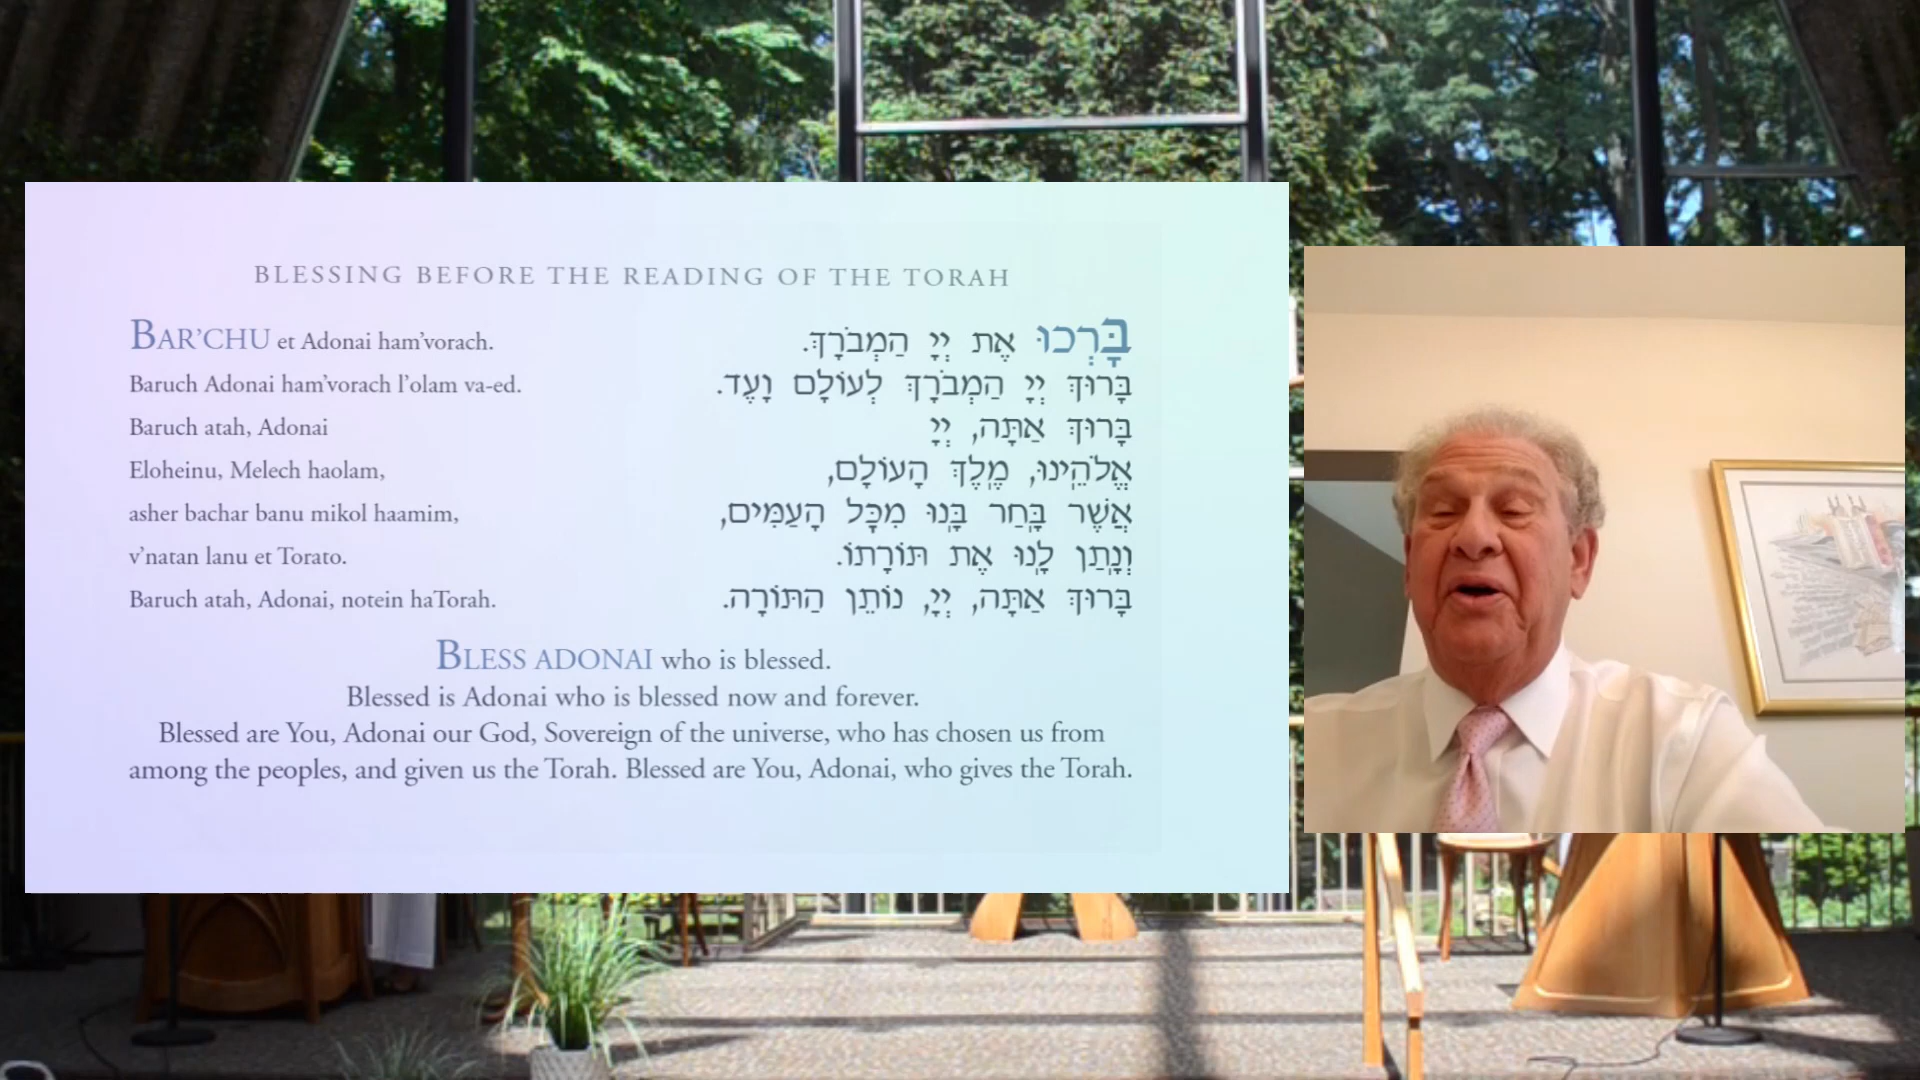 BLESSING BEFORE THE READING OF THE TORAH
BAR’CHU et Adonai ham’vorach.
Baruch Adonai ham’vorach l’olam va-ed.
Baruch atah, Adonai
Eloheinu, Melech haolam,
asher bachar banu mikol haamim,
v’natan lanu et Torato.
Baruch atah, Adonai, notein haTorah.
בָּרְכוּ אֶת יְיָ הַמְבֹרָךְ.
בָּרוּךְ יְיָ הַמְבֹרָךְ לְעוֹלָם וָעֶד.
בָּרוּךְ אַתָּה, יְיָ
אֱלֹהֵֽינוּ, מֶֽלֶךְ הָעוֹלָם,
אֲשֶׁר בָּֽחַר בָּֽנוּ מִכׇּל הָעַמִּים,
וְנָֽתַן לָֽנוּ אֶת תּוֹרָתוֹ.
בָּרוּךְ אַתָּה, יְיָ, נוֹתֵן הַתּוֹרָה.
BLESS ADONAI who is blessed.
Blessed is Adonai who is blessed now and forever.
Blessed are You, Adonai our God, Sovereign of the universe, who has chosen us from
among the peoples, and given us the Torah. Blessed are You, Adonai, who gives the Torah.